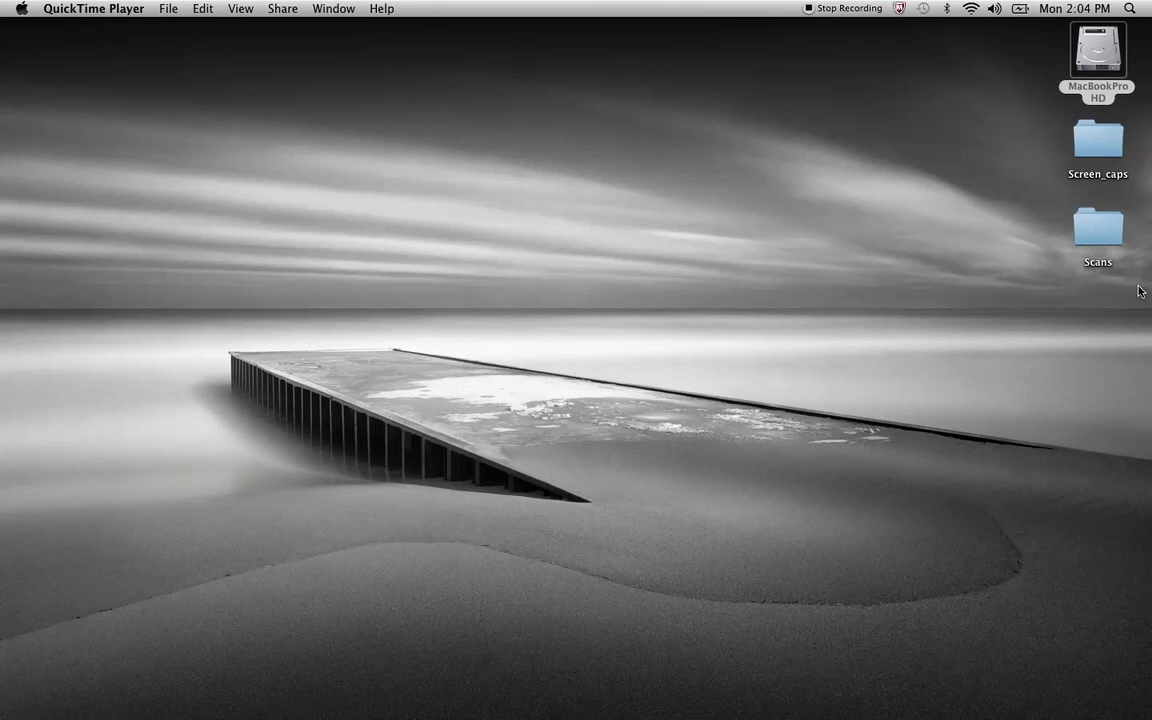 QuickTime Player File Edit View Share Window Help Stop Recording Mon 2:04 PM
MacBookPro
HD
Screen_caps
Scans